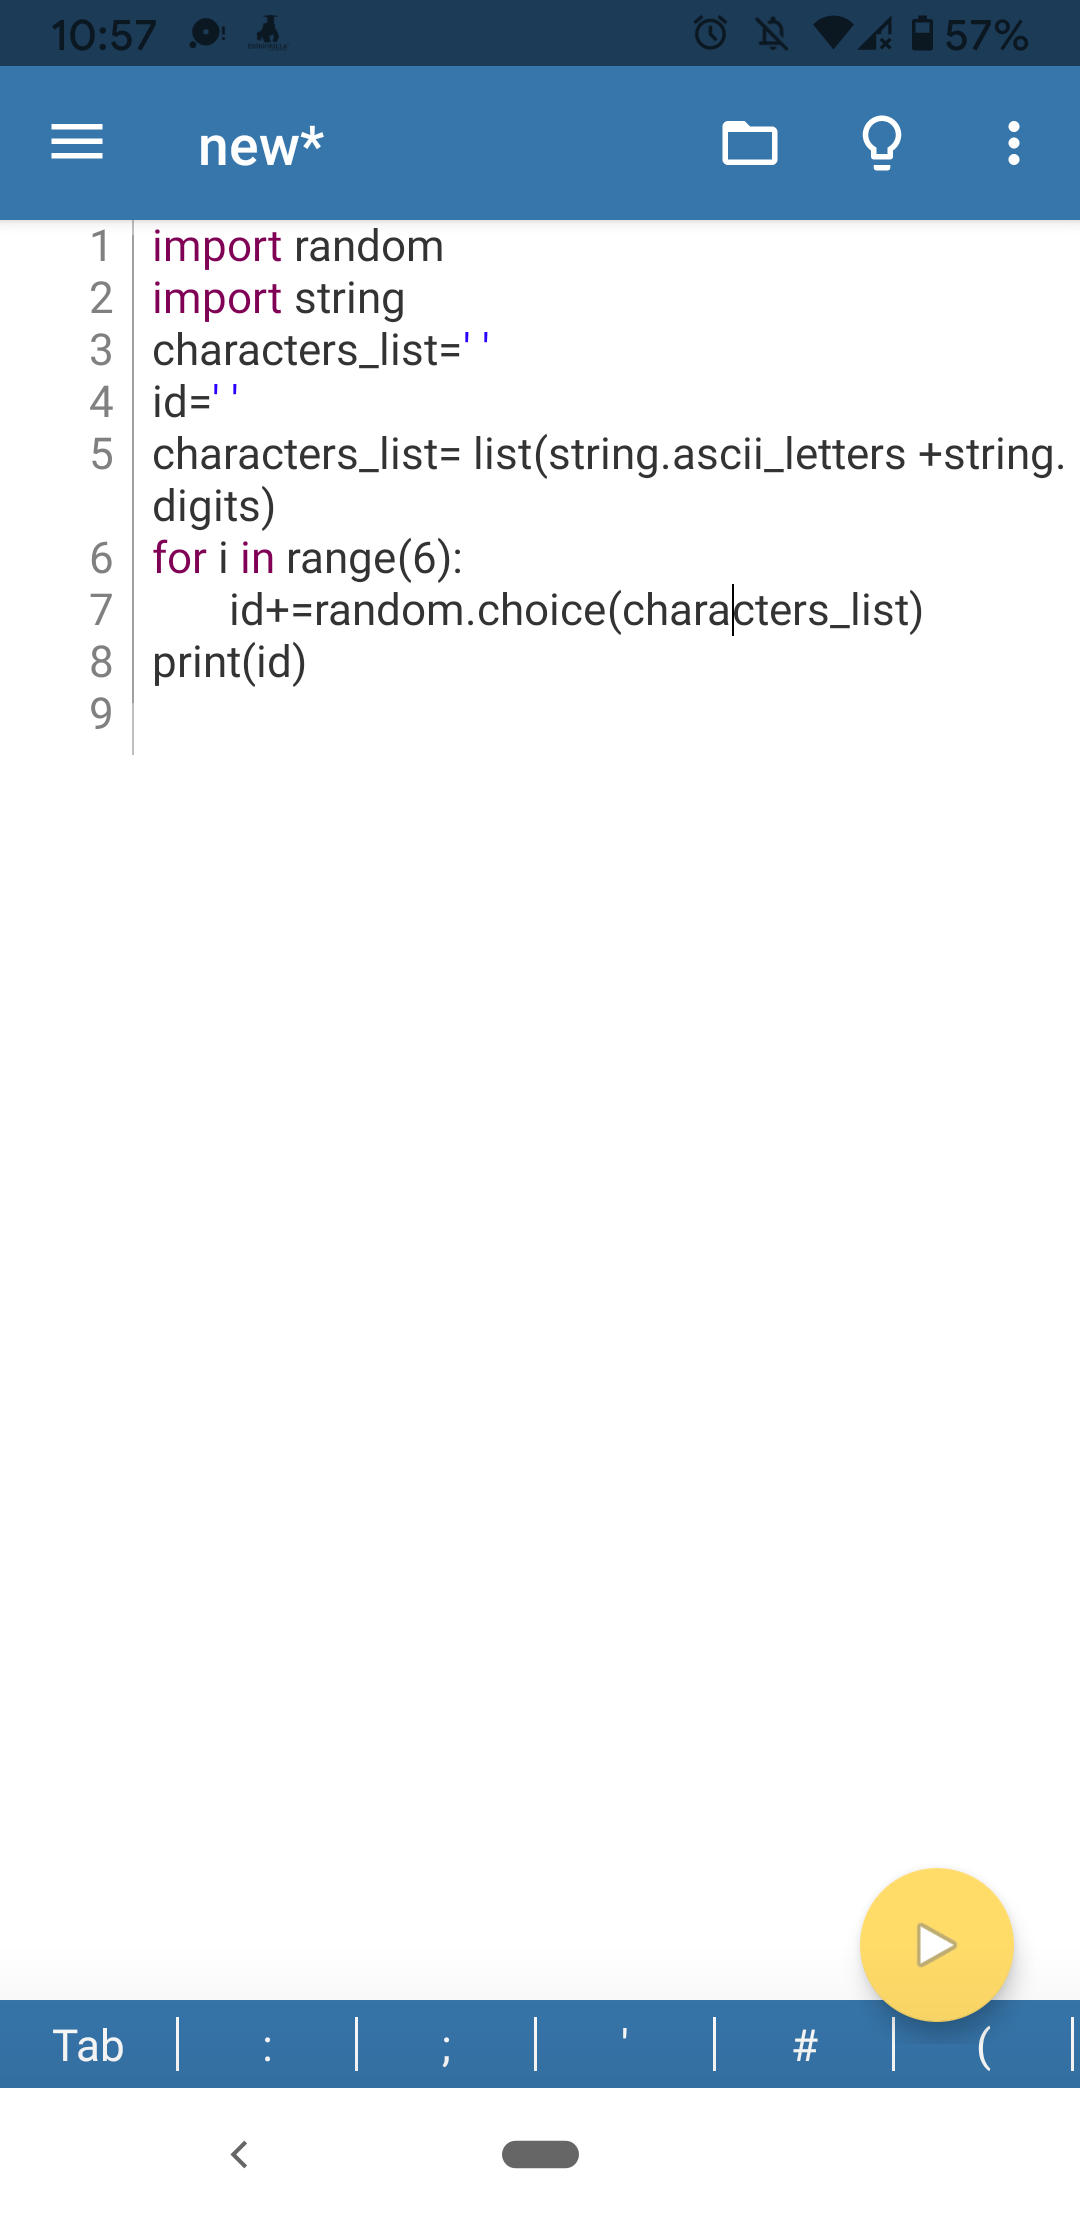 10:57
57%
new*
1 import random
2 import string
3 characters_list=' '
4 id=' '
5 characters_list= list(string.ascii_letters +string.
digits)
6 for i in range(6):
7 id+=random.choice(characters_list)
8 print(id)
9
Tab : ; ' # (